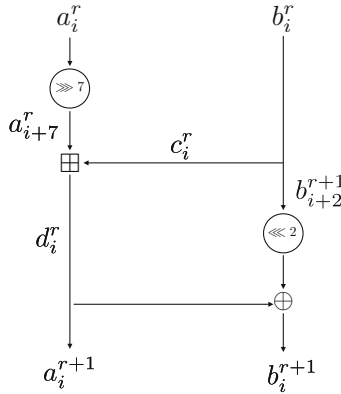 $a_i^r$ $b_i^r$
⋙ 7
$a_{i+7}^r$ $c_i^r$
$b_{i+2}^{r+1}$
$d_i^r$ ⋘ 2
$a_i^{r+1}$ $b_i^{r+1}$